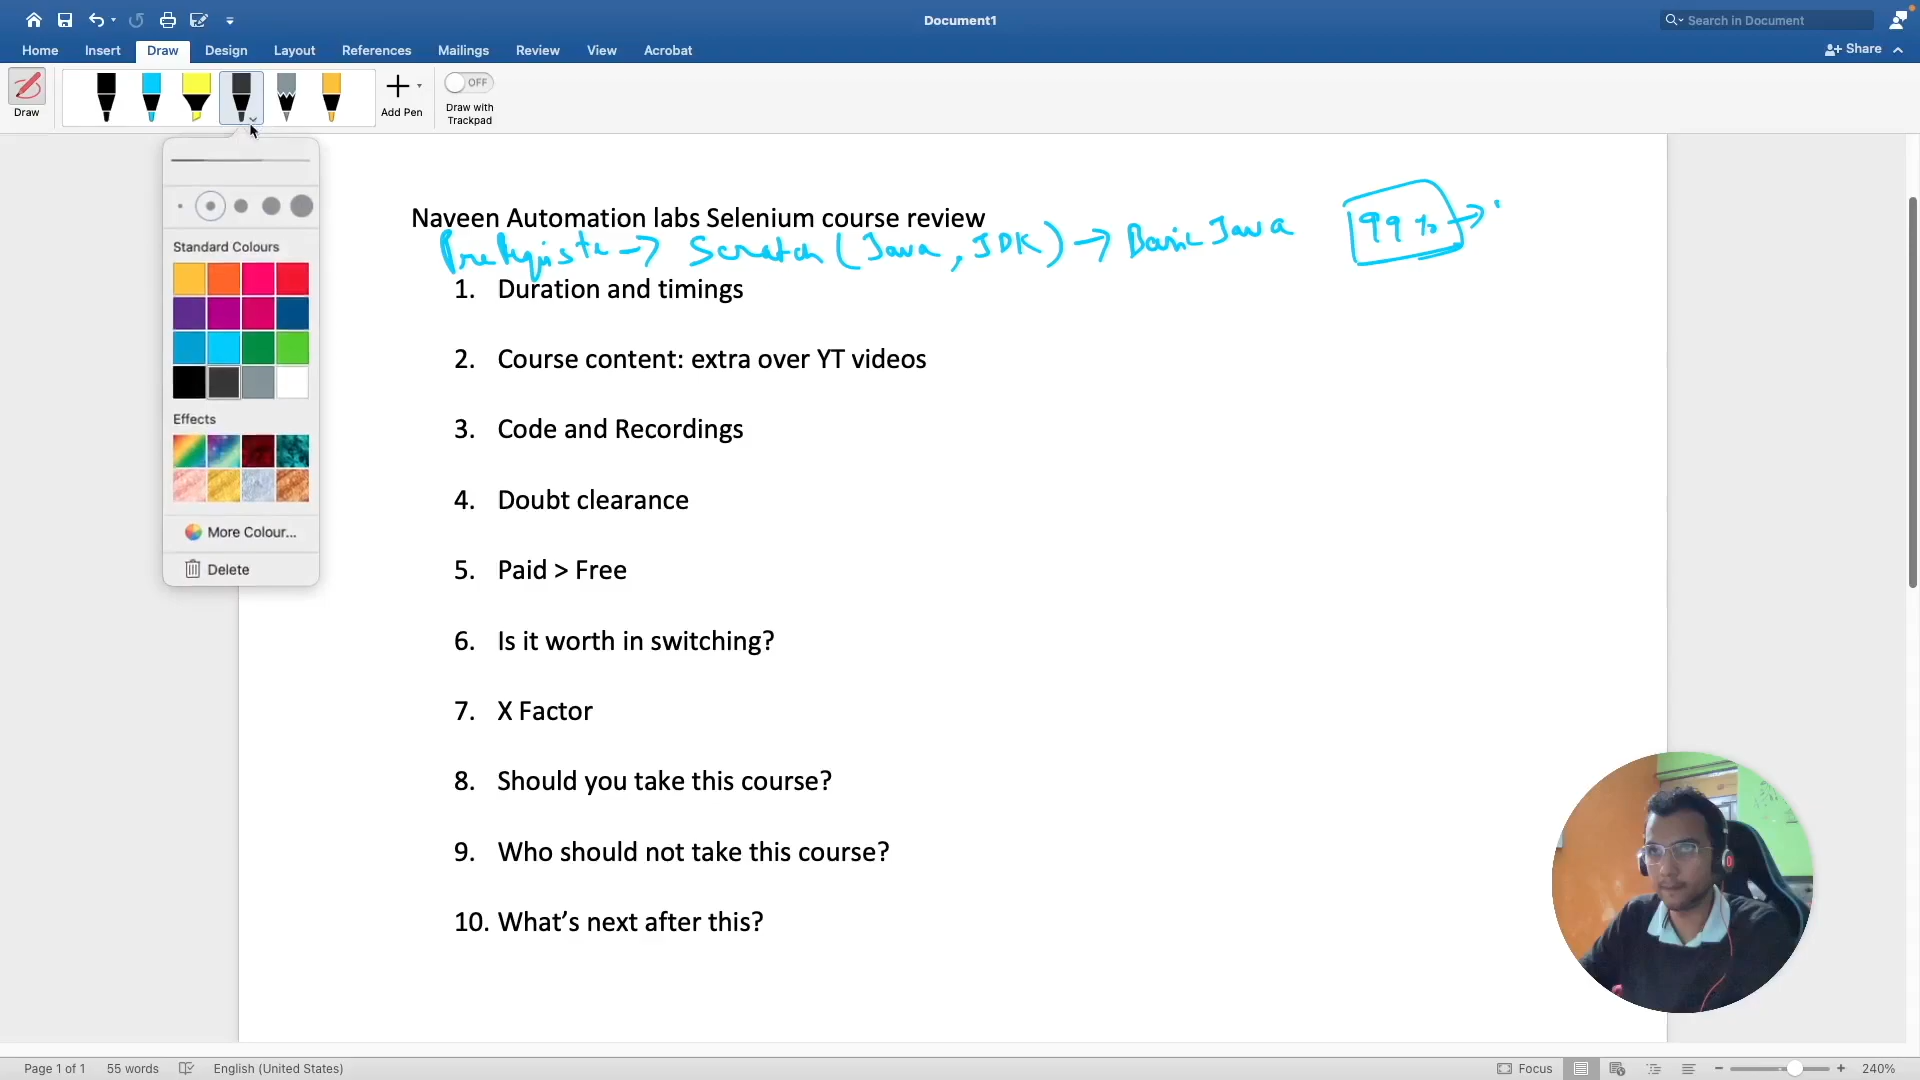 Document1
Search in Document
Home Insert Draw Design Layout References Mailings Review View Acrobat
Share
Draw
Add Pen
OFF
Draw with
Trackpad
Standard Colours
Effects
More Colour...
Delete
Naveen Automation labs Selenium course review
→ Scratch (Java, JDK) → Basic Java 99% →
1. Duration and timings
2. Course content: extra over YT videos
3. Code and Recordings
4. Doubt clearance
5. Paid > Free
6. Is it worth in switching?
7. X Factor
8. Should you take this course?
9. Who should not take this course?
10. What’s next after this?
Page 1 of 1 55 words English (United States) Focus 240%